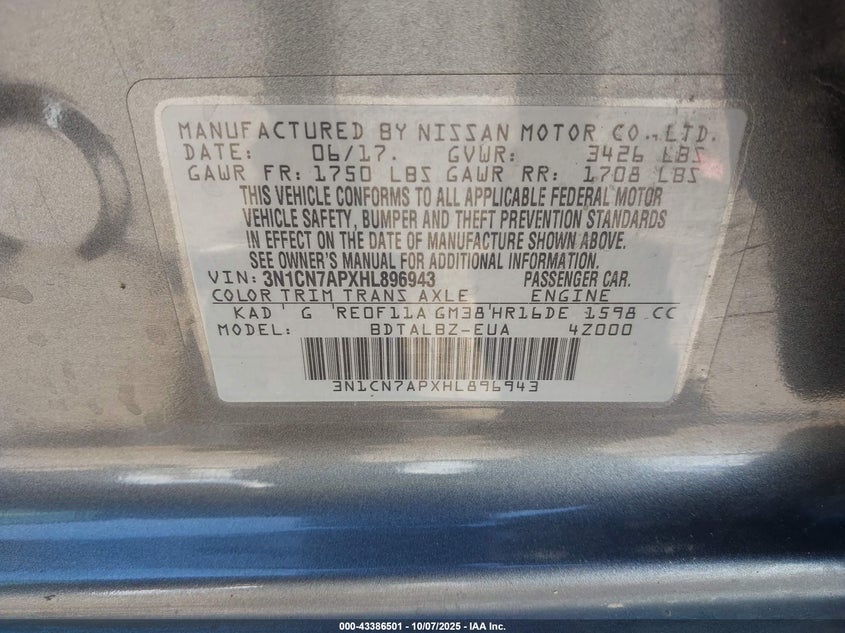 MANUFACTURED BY NISSAN MOTOR CO., LTD.
DATE: 06/17. GVWR: 3426 LBS
GAWR FR: 1750 LBS GAWR RR: 1708 LBS
THIS VEHICLE CONFORMS TO ALL APPLICABLE FEDERAL MOTOR
VEHICLE SAFETY, BUMPER AND THEFT PREVENTION STANDARDS
IN EFFECT ON THE DATE OF MANUFACTURE SHOWN ABOVE.
SEE OWNER'S MANUAL FOR ADDITIONAL INFORMATION.
VIN: 3N1CN7APXHL896943 PASSENGER CAR.
COLOR TRIM TRANS AXLE ENGINE
KAD G RE0F11A GM38 HR16DE 1598 CC
MODEL: BDTALBZ-EUA 4Z000
3N1CN7APXHL896943
000-43386501 - 10/07/2025 - IAA Inc.